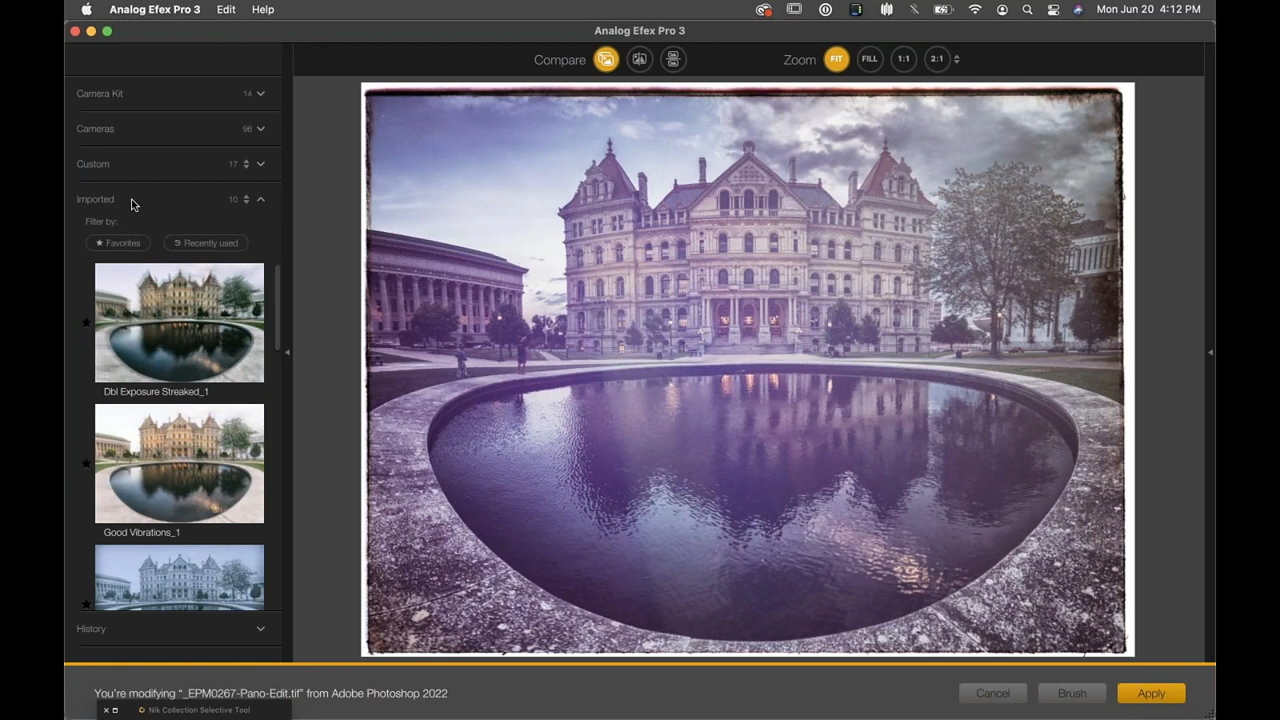 Analog Efex Pro 3 Edit Help Mon Jun 20 4:12 PM
Analog Efex Pro 3
Compare Zoom FIT FILL 1:1 2:1
Camera Kit 14
Cameras 96
Custom 17
Imported 10
Filter by:
Favorites Recently used
Dbl Exposure Streaked_1
Good Vibrations_1
History
You're modifying "_EPM0267-Pano-Edit.tif" from Adobe Photoshop 2022
Cancel Brush Apply
Nik Collection Selective Tool